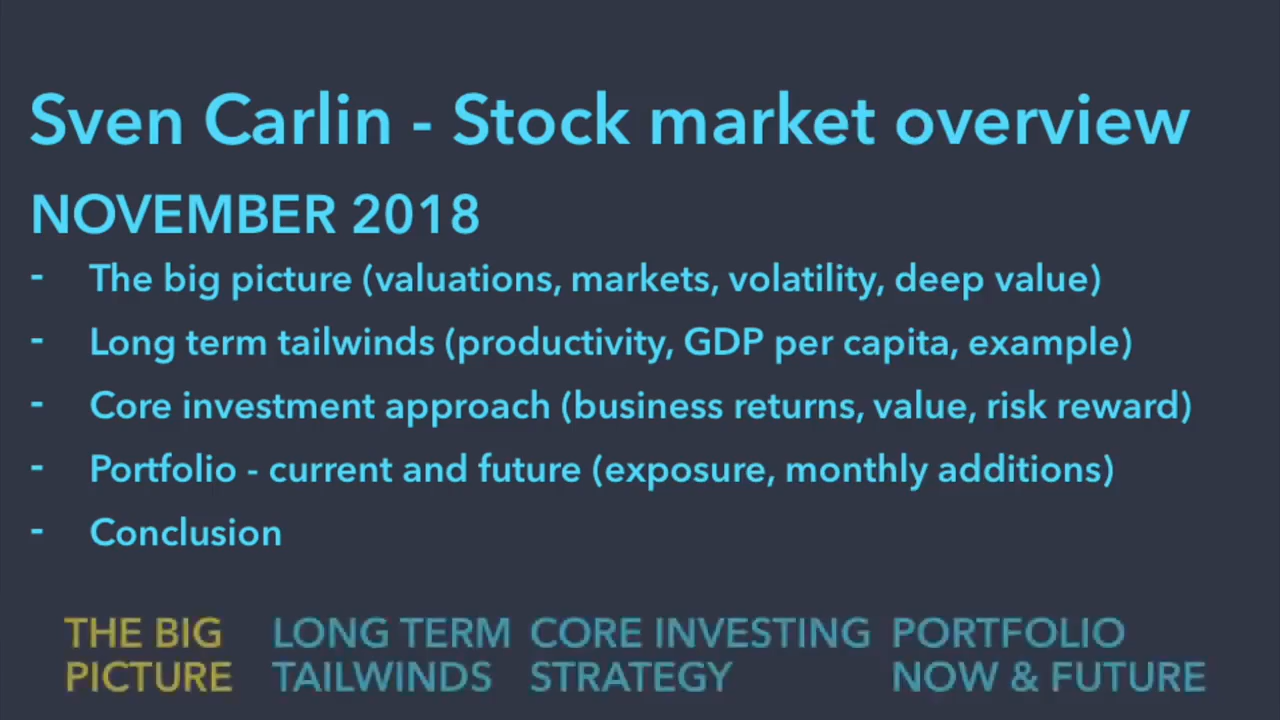 Sven Carlin - Stock market overview
NOVEMBER 2018
- The big picture (valuations, markets, volatility, deep value)
- Long term tailwinds (productivity, GDP per capita, example)
- Core investment approach (business returns, value, risk reward)
- Portfolio - current and future (exposure, monthly additions)
- Conclusion
THE BIG
PICTURE
LONG TERM
TAILWINDS
CORE INVESTING
STRATEGY
PORTFOLIO
NOW & FUTURE